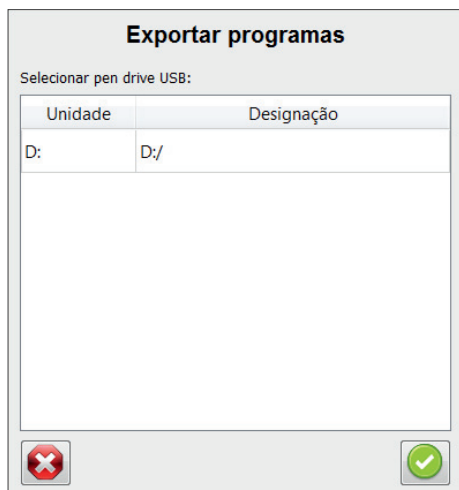 Exportar programas
Selecionar pen drive USB:
Unidade Designação
D: D:/